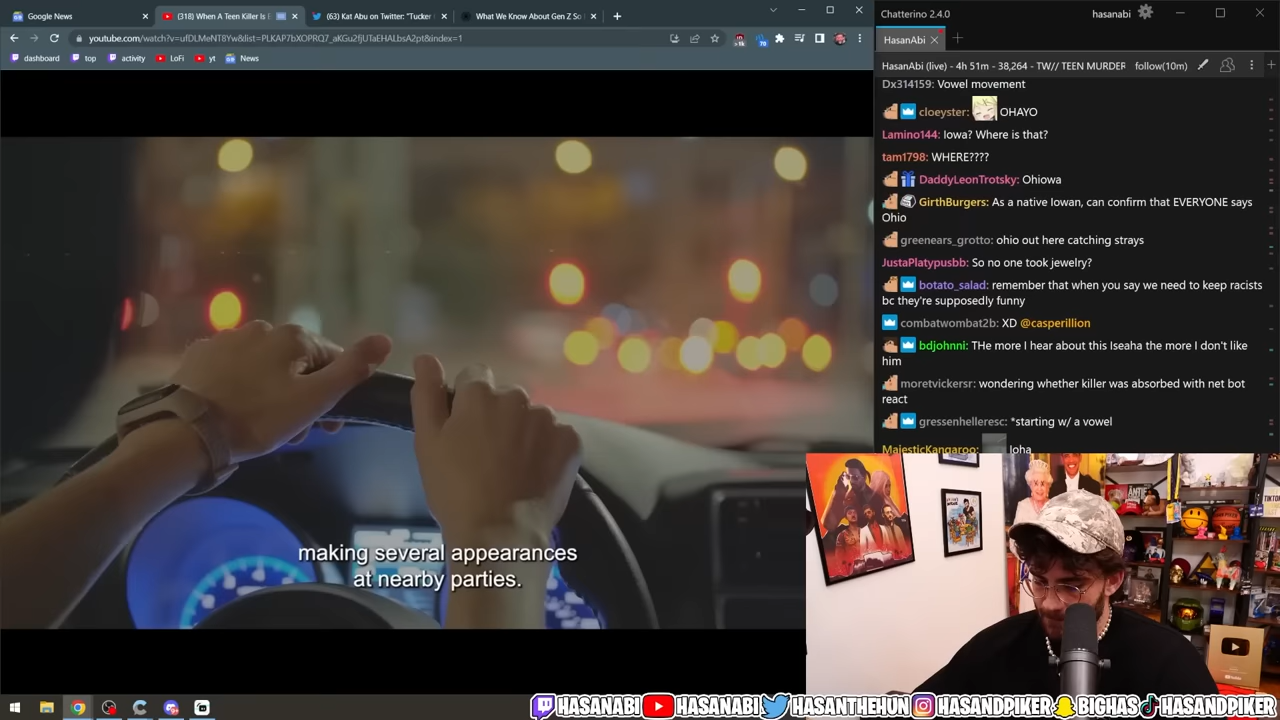 Google News
(318) When A Teen Killer Is
(63) Kat Abu on Twitter: "Tucker
What We Know About Gen Z So
youtube.com/watch?v=ufDLMeNT8Yw&list=PLKAP7bXOPRQ7_aKGu2fjUTaEHALbsA2pt&index=1
dashboard
top
activity
LoFi
yt
News
making several appearances
at nearby parties.
Chatterino 2.4.0
hasanabi
HasanAbi
HasanAbi (live) - 4h 51m - 38,264 - TW// TEEN MURDER
follow(10m)
Dx314159: Vowel movement
cloeyster: OHAYO
Lamino144: Iowa? Where is that?
tam1798: WHERE????
DaddyLeonTrotsky: Ohiowa
GirthBurgers: As a native Iowan, can confirm that EVERYONE says
Ohio
greenears_grotto: ohio out here catching strays
JustaPlatypusbb: So no one took jewelry?
botato_salad: remember that when you say we need to keep racists
bc they're supposedly funny
combatwombat2b: XD @casperillion
bdjohnni: THe more I hear about this Iseaha the more I don't like
him
moretvickersr: wondering whether killer was absorbed with net bot
react
gressenhelleresc: *starting w/ a vowel
MajesticKangaroo: Ioha
HASANABI
HASANABI
HASANTHEHUN
HASANDPIKER
BIGHAS
HASANDPIKER